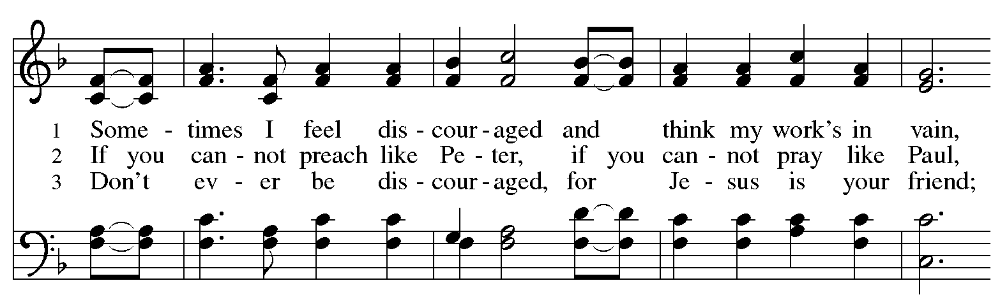 1 Some - times I feel dis - cour - aged and think my work's in vain,
2 If you can - not preach like Pe - ter, if you can - not pray like Paul,
3 Don't ev - er be dis - cour - aged, for Je - sus is your friend;